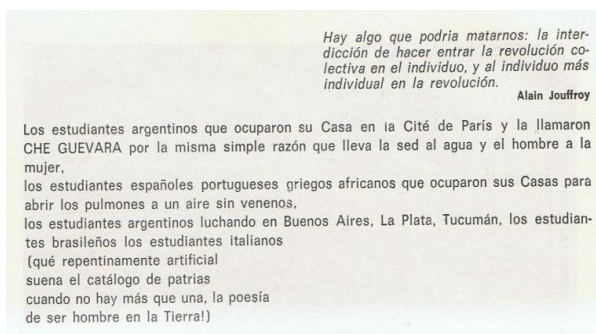 Hay algo que podria matarnos: la inter-
dicción de hacer entrar la revolución co-
lectiva en el individuo, y al individuo más
individual en la revolución.
Alain Jouffroy
Los estudiantes argentinos que ocuparon su Casa en la Cité de París y la llamaron
CHE GUEVARA por la misma simple razón que lleva la sed al agua y el hombre a la
mujer,
los estudiantes españoles portugueses griegos africanos que ocuparon sus Casas para
abrir los pulmones a un aire sin venenos,
los estudiantes argentinos luchando en Buenos Aires, La Plata, Tucumán, los estudian-
tes brasileños los estudiantes italianos
(qué repentinamente artificial
suena el catálogo de patrias
cuando no hay más que una, la poesía
de ser hombre en la Tierra!)